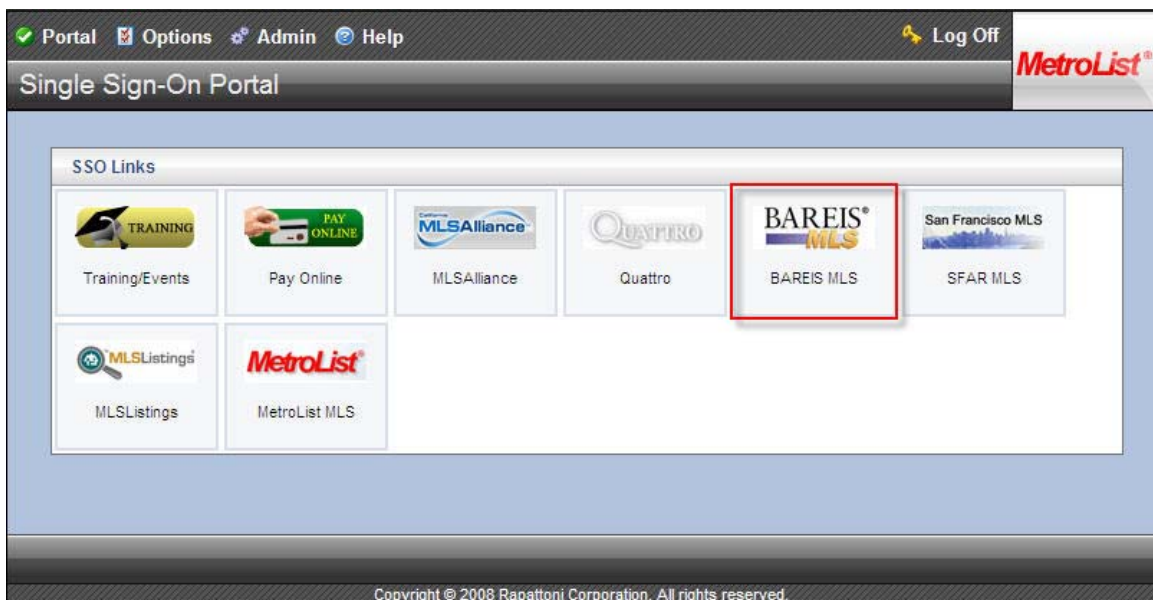 Portal Options Admin Help Log Off
MetroList®
Single Sign-On Portal
SSO Links
TRAINING
Training/Events
PAY
ONLINE
Pay Online
California
MLSAlliance
MLSAlliance
QUATTRO
Quattro
BAREIS®
MLS
BAREIS MLS
San Francisco MLS
SFAR MLS
MLSListings
MLSListings
MetroList®
MetroList MLS
Copyright © 2008 Rapattoni Corporation. All rights reserved.